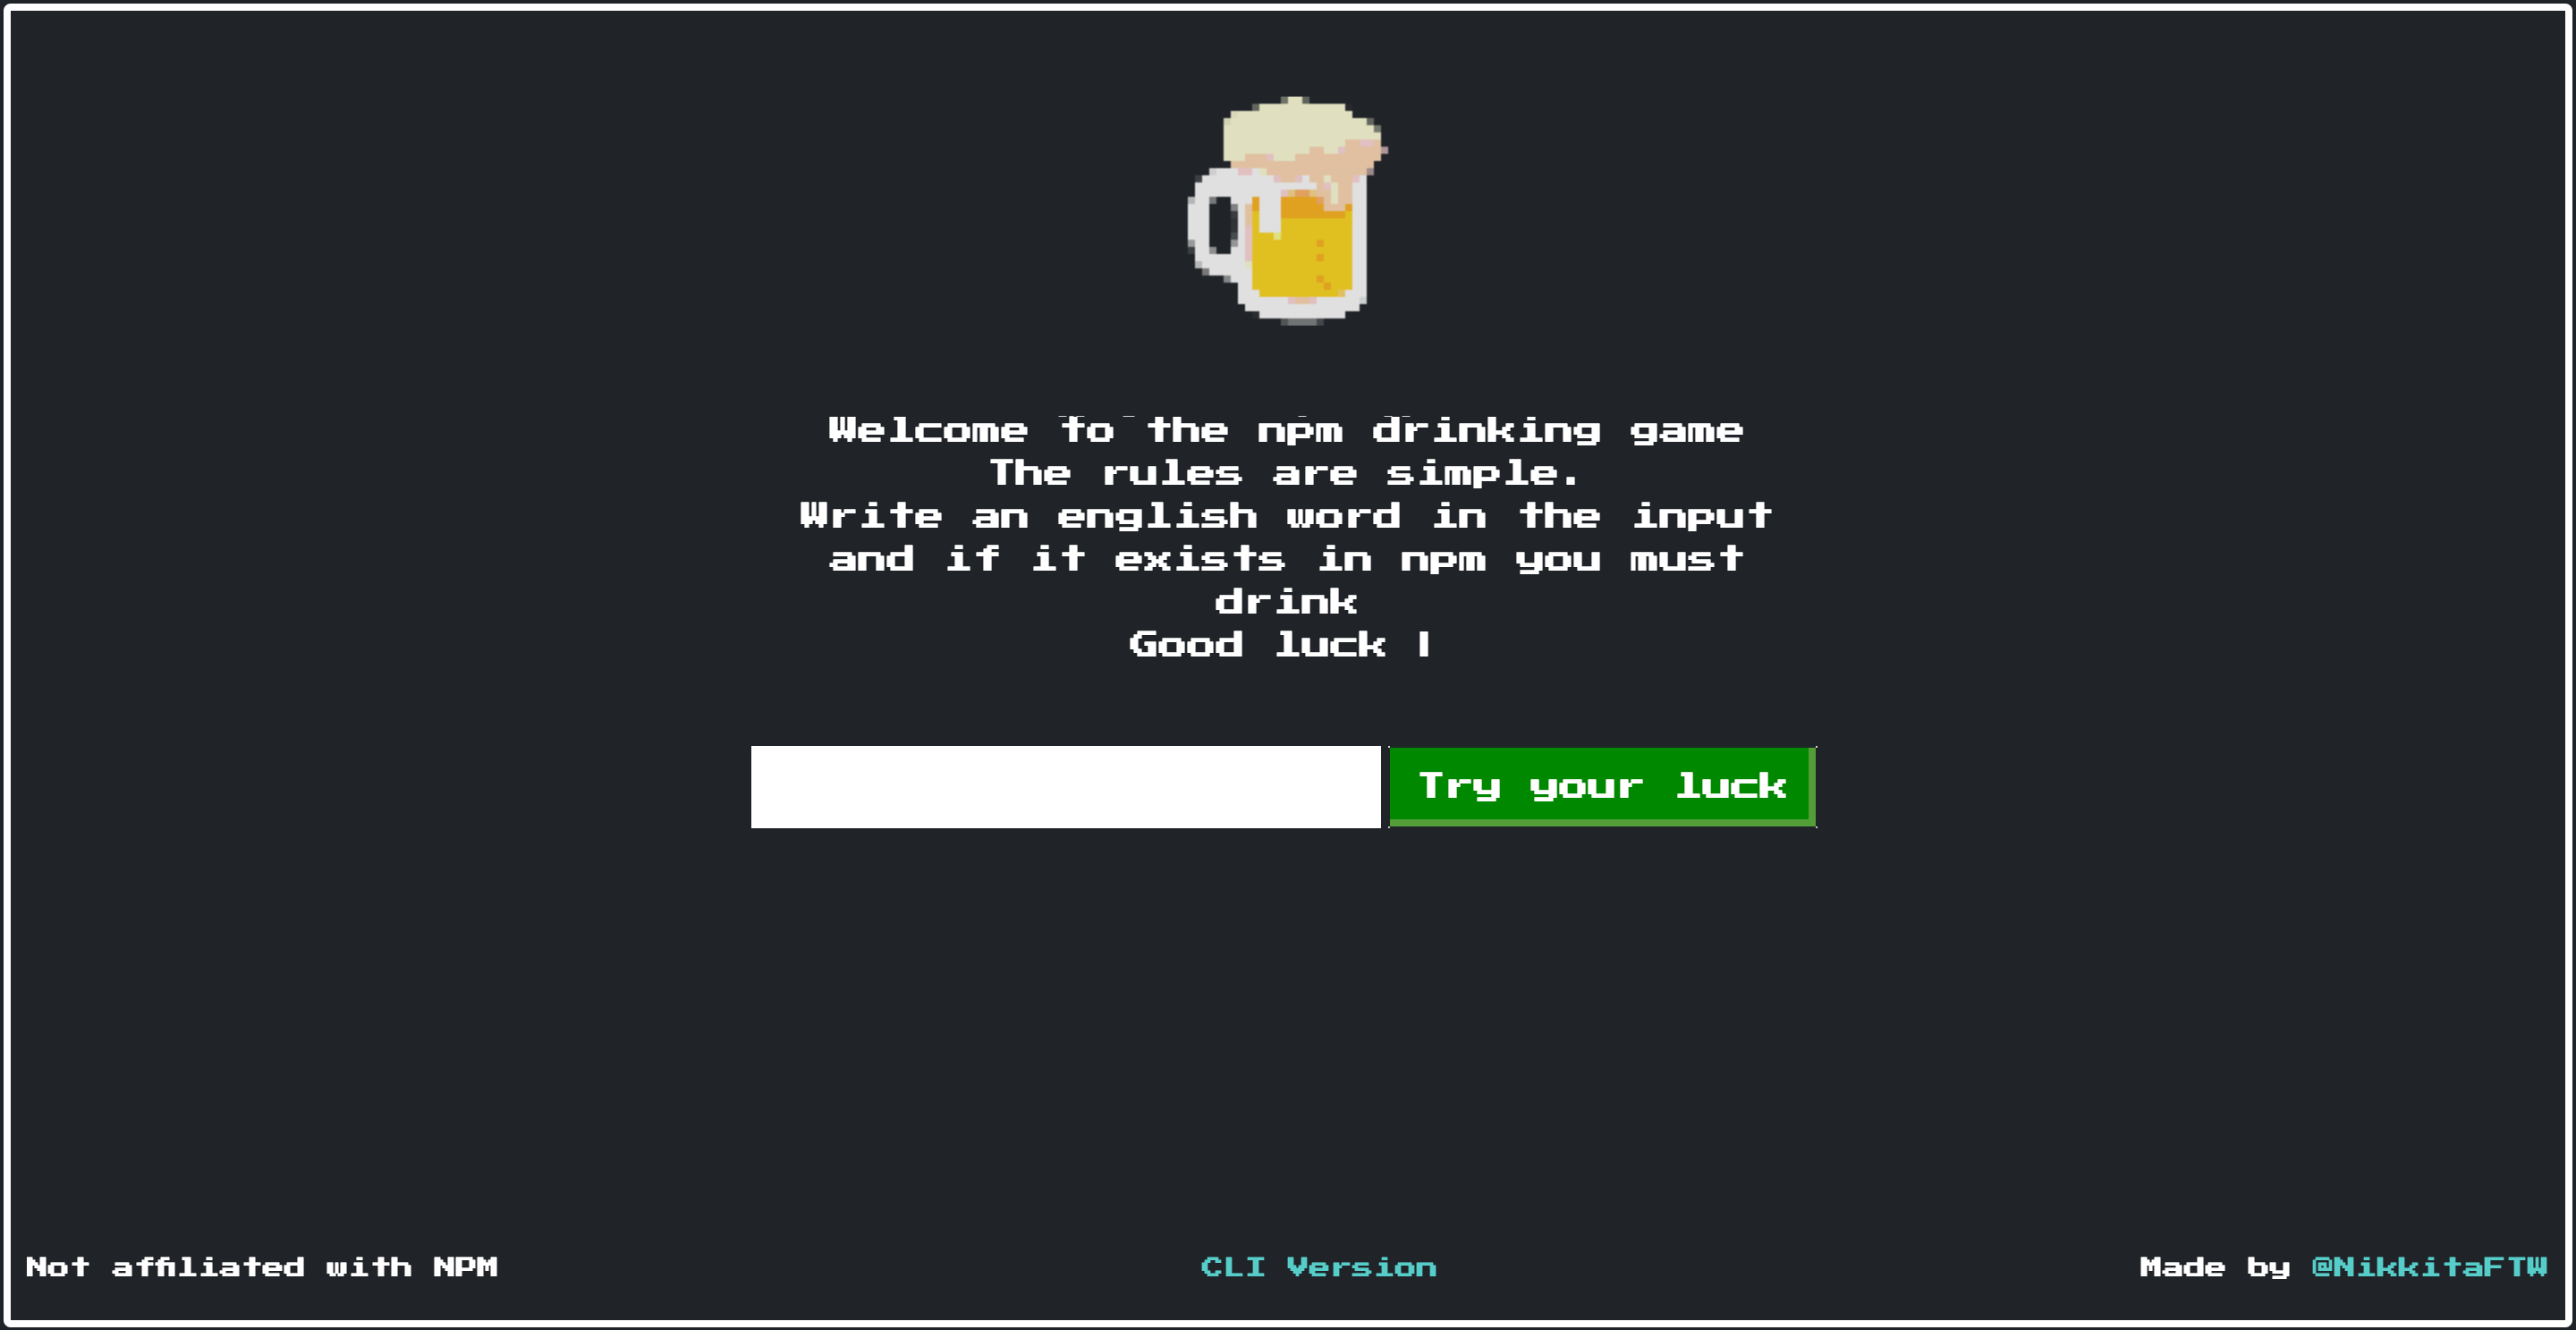 Welcome to the npm drinking game
The rules are simple.
Write an english word in the input
and if it exists in npm you must
drink
Good luck |
Try your luck
Not affiliated with NPM
CLI Version
Made by @NikkitaFTW